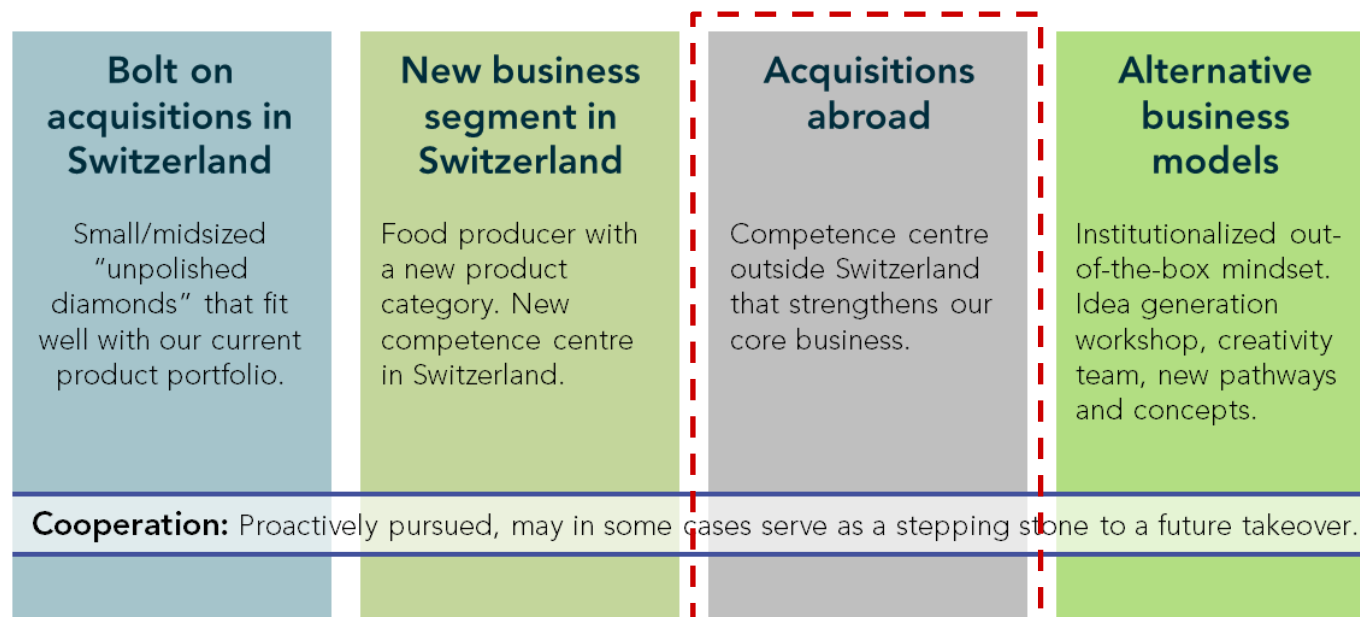 Bolt on
acquisitions in
Switzerland
Small/midsized
“unpolished
diamonds” that fit
well with our current
product portfolio.
New business
segment in
Switzerland
Food producer with
a new product
category. New
competence centre
in Switzerland.
Acquisitions
abroad
Competence centre
outside Switzerland
that strengthens our
core business.
Alternative
business
models
Institutionalized out-
of-the-box mindset.
Idea generation
workshop, creativity
team, new pathways
and concepts.
Cooperation: Proactively pursued, may in some cases serve as a stepping stone to a future takeover.